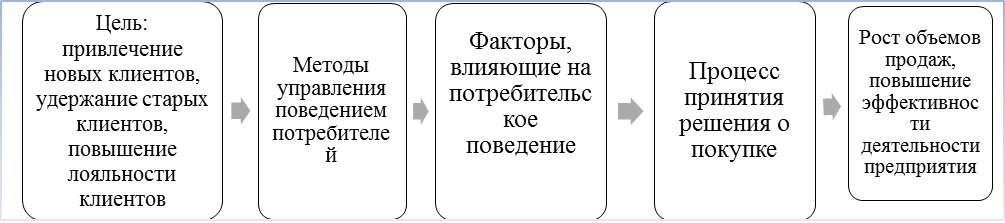 Цель:
привлечение
новых клиентов,
удержание старых
клиентов,
повышение
лояльности
клиентов
Методы
управления
поведением
потребителе
й
Факторы,
влияющие на
потребительс
кое
поведение
Процесс
принятия
решения о
покупке
Рост объемов
продаж,
повышение
эффективнос
ти
деятельности
предприятия